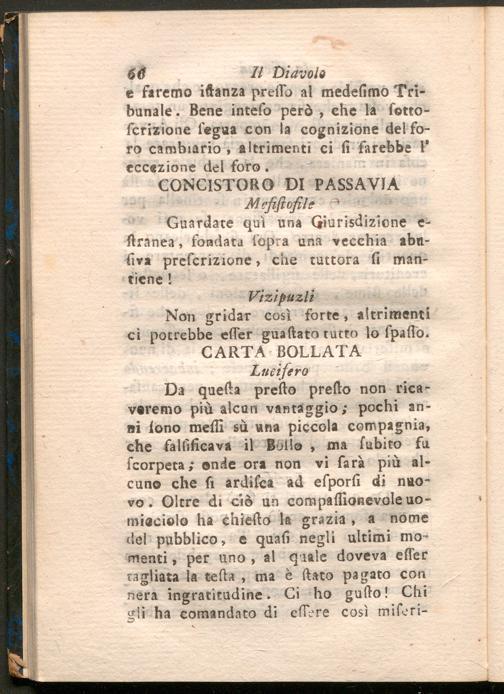 66 Il Diavolo
e faremo iſtanza preſſo al medeſimo Tri-
bunale. Bene inteſo però, che la ſotto-
ſcrizione ſegua con la cognizione del fo-
ro cambiario, altrimenti ci ſi farebbe l'
eccezione del foro.
CONCISTORO DI PASSAVIA
Mefiſtofile
Guardate quì una Giurisdizione e-
ſtranea, fondata ſopra una vecchia abu-
ſiva preſcrizione, che tuttora ſi man-
tiene!
Vizipuzli
Non gridar così forte, altrimenti
ci potrebbe eſſer guaſtato tutto lo ſpaſſo.
CARTA BOLLATA
Lucifero
Da queſta preſto preſto non rica-
veremo più alcun vantaggio; pochi an-
ni ſono meſſi sù una piccola compagnia,
che falſificava il Bollo, ma ſubito fu
ſcorpeta; onde ora non vi ſarà più al-
cuno che ſi ardiſca ad eſporſi di nuo-
vo. Oltre di ciò un compaſſionevole uo-
miociolo ha chieſto la grazia, a nome
del pubblico, e quaſi negli ultimi mo-
menti, per uno, al quale doveva eſſer
tagliata la teſta, ma è ſtato pagato con
nera ingratitudine. Ci ho guſto! Chi
gli ha comandato di eſſere così miſeri-